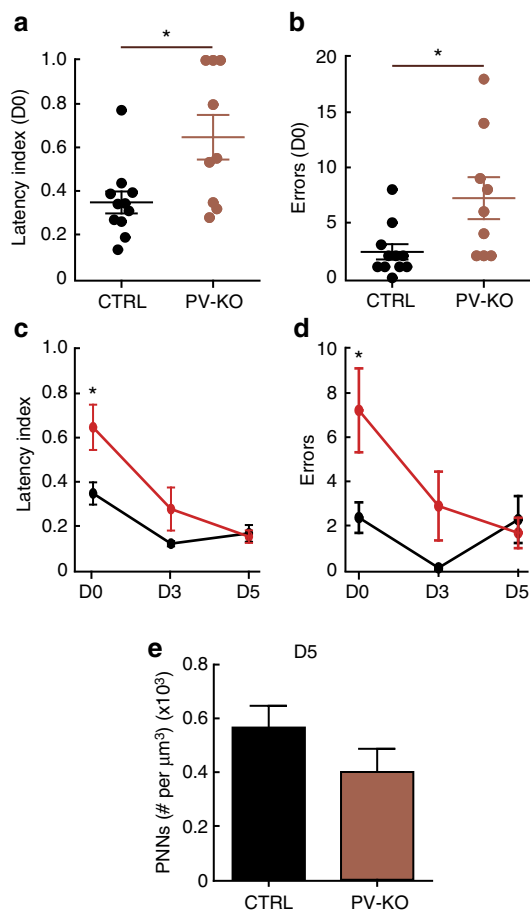 a
*
Latency index (D0)
1.0
0.8
0.6
0.4
0.2
0
CTRL
PV-KO
b
*
Errors (D0)
20
15
10
5
0
CTRL
PV-KO
c
*
Latency index
1.0
0.8
0.6
0.4
0.2
0
D0
D3
D5
d
*
Errors
10
8
6
4
2
0
D0
D3
D5
e
D5
PNNs (# per μm³) (x10³)
0.8
0.6
0.4
0.2
0
CTRL
PV-KO